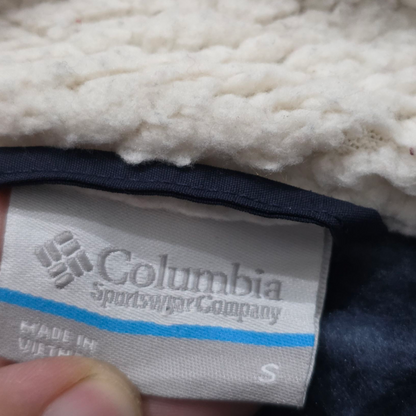 Columbia
Sportswear Company
MADE IN
VIETNAM
S